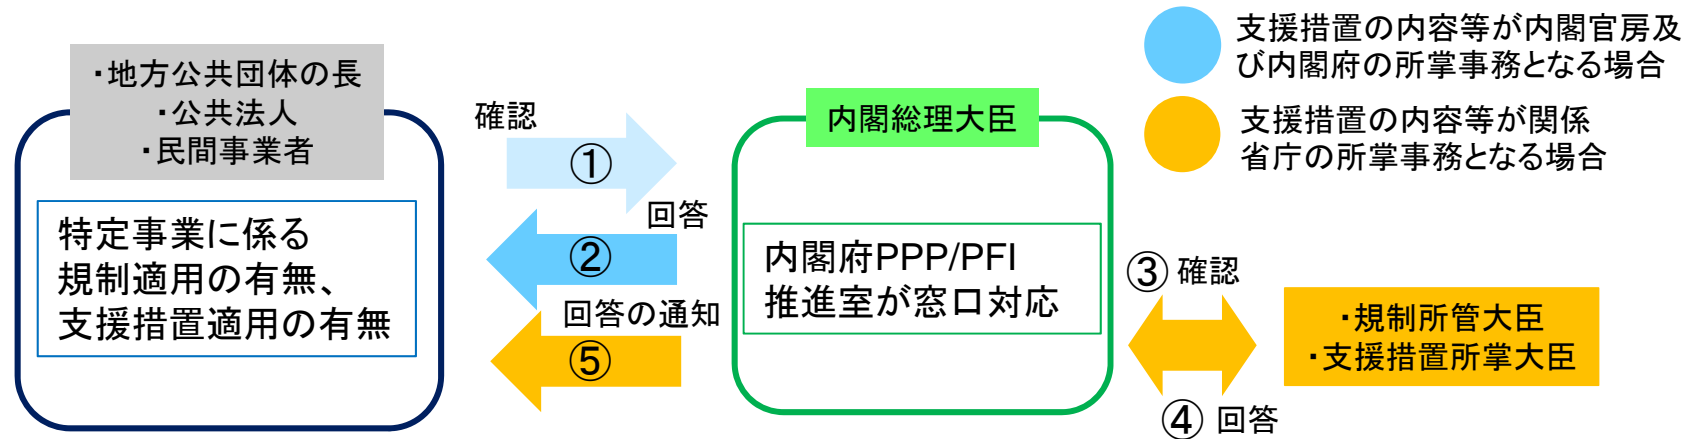 ・地方公共団体の長
・公共法人
・民間事業者
特定事業に係る
規制適用の有無、
支援措置適用の有無
確認
①
回答
②
回答の通知
⑤
内閣総理大臣
内閣府PPP/PFI
推進室が窓口対応
③ 確認
④ 回答
・規制所管大臣
・支援措置所掌大臣
支援措置の内容等が内閣官房及
び内閣府の所掌事務となる場合
支援措置の内容等が関係
省庁の所掌事務となる場合